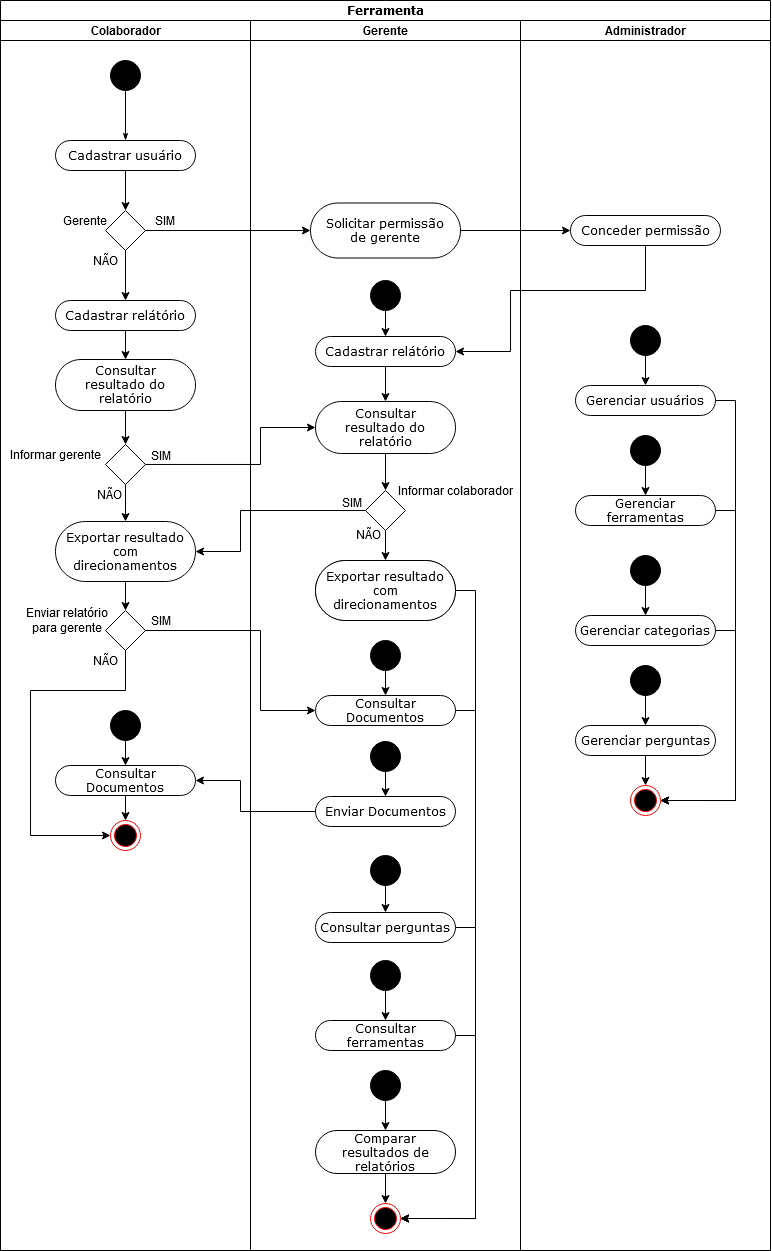 Ferramenta
Colaborador
Gerente
Administrador
Cadastrar usuário
Gerente
SIM
NÃO
Solicitar permissão
de gerente
Conceder permissão
Cadastrar relátório
Consultar
resultado do
relatório
Informar gerente
SIM
NÃO
Exportar resultado
com
direcionamentos
Enviar relatório
para gerente
SIM
NÃO
Consultar
Documentos
Cadastrar relátório
Consultar
resultado do
relatório
Informar colaborador
SIM
NÃO
Exportar resultado
com
direcionamentos
Consultar
Documentos
Enviar Documentos
Consultar perguntas
Consultar
ferramentas
Comparar
resultados de
relatórios
Gerenciar usuários
Gerenciar
ferramentas
Gerenciar categorias
Gerenciar perguntas